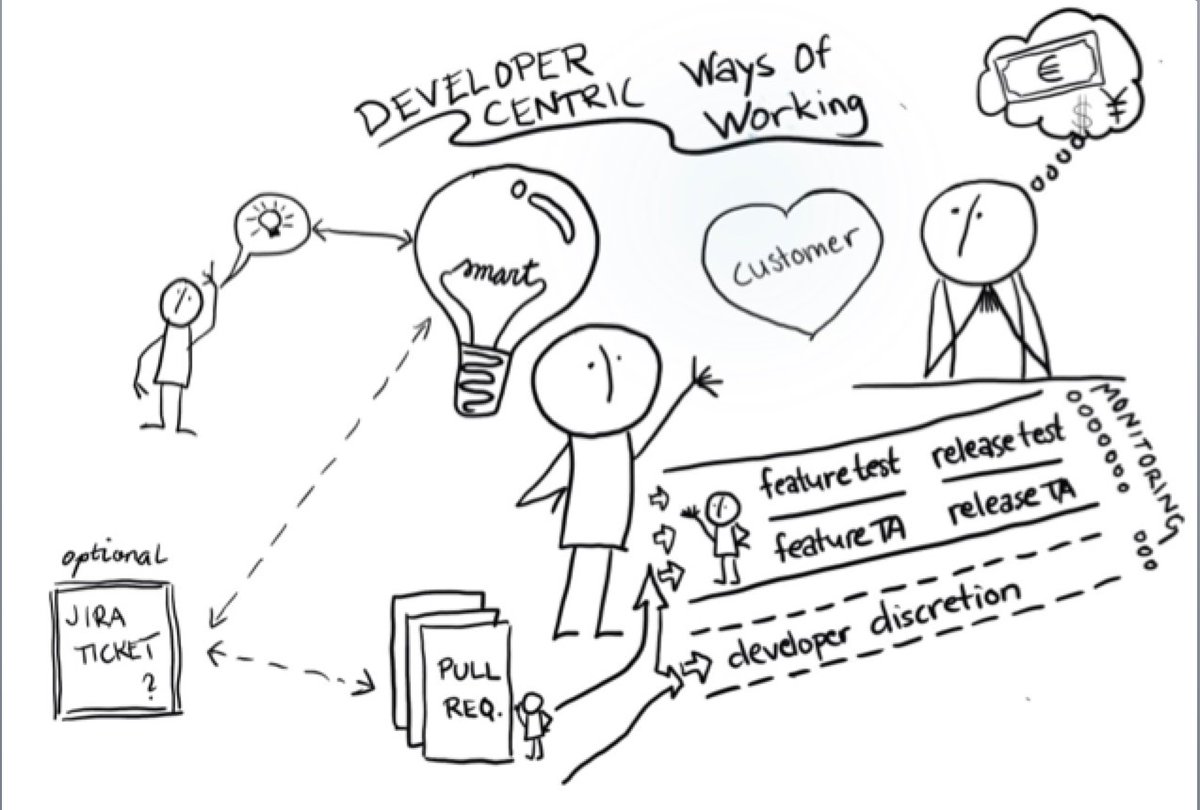 DEVELOPER
CENTRIC
Ways Of
Working
€
$ ¥
smart
customer
optional
JIRA
TICKET
?
PULL
REQ.
feature test
release test
feature TA
release TA
developer discretion
MONITORING